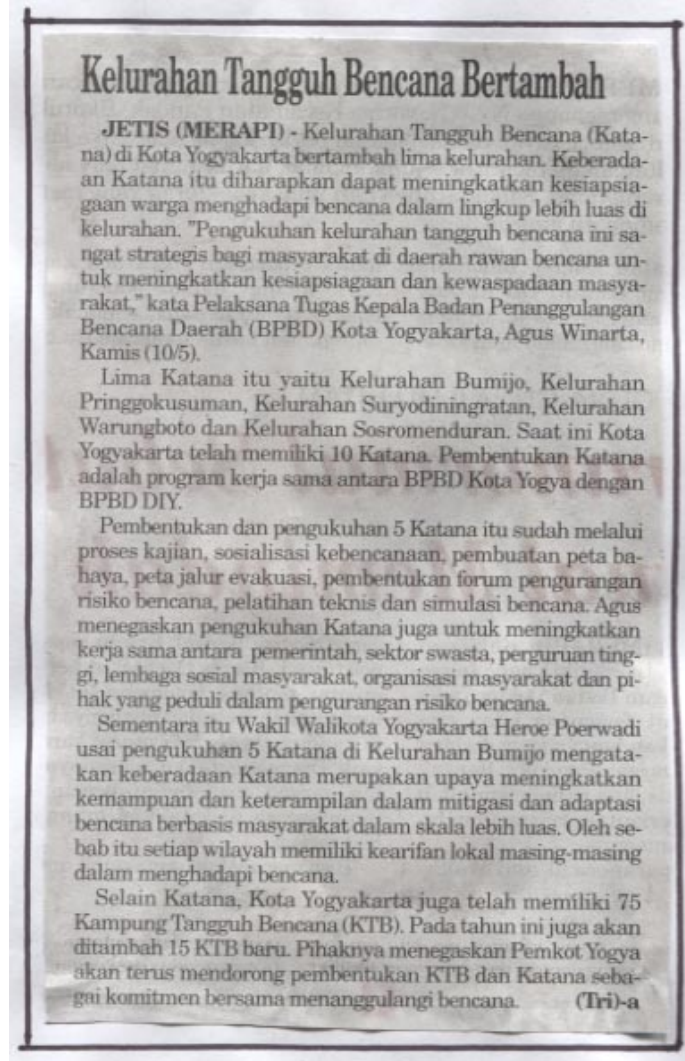 Kelurahan Tangguh Bencana Bertambah
JETIS (MERAPI) - Kelurahan Tangguh Bencana (Kata-
na) di Kota Yogyakarta bertambah lima kelurahan. Keberada-
an Katana itu diharapkan dapat meningkatkan kesiapsia-
gaan warga menghadapi bencana dalam lingkup lebih luas di
kelurahan. "Pengukuhan kelurahan tangguh bencana ini sa-
ngat strategis bagi masyarakat di daerah rawan bencana un-
tuk meningkatkan kesiapsiagaan dan kewaspadaan masya-
rakat," kata Pelaksana Tugas Kepala Badan Penanggulangan
Bencana Daerah (BPBD) Kota Yogyakarta, Agus Winarta,
Kamis (10/5).
Lima Katana itu yaitu Kelurahan Bumijo, Kelurahan
Pringgokusuman, Kelurahan Suryodiningratan, Kelurahan
Warungboto dan Kelurahan Sosromenduran. Saat ini Kota
Yogyakarta telah memiliki 10 Katana. Pembentukan Katana
adalah program kerja sama antara BPBD Kota Yogya dengan
BPBD DIY.
Pembentukan dan pengukuhan 5 Katana itu sudah melalui
proses kajian, sosialisasi kebencanaan, pembuatan peta ba-
haya, peta jalur evakuasi, pembentukan forum pengurangan
risiko bencana, pelatihan teknis dan simulasi bencana. Agus
menegaskan pengukuhan Katana juga untuk meningkatkan
kerja sama antara pemerintah, sektor swasta, perguruan ting-
gi, lembaga sosial masyarakat, organisasi masyarakat dan pi-
hak yang peduli dalam pengurangan risiko bencana.
Sementara itu Wakil Walikota Yogyakarta Heroe Poerwadi
usai pengukuhan 5 Katana di Kelurahan Bumijo mengata-
kan keberadaan Katana merupakan upaya meningkatkan
kemampuan dan keterampilan dalam mitigasi dan adaptasi
bencana berbasis masyarakat dalam skala lebih luas. Oleh se-
bab itu setiap wilayah memiliki kearifan lokal masing-masing
dalam menghadapi bencana.
Selain Katana, Kota Yogyakarta juga telah memiliki 75
Kampung Tangguh Bencana (KTB). Pada tahun ini juga akan
ditambah 15 KTB baru. Pihaknya menegaskan Pemkot Yogya
akan terus mendorong pembentukan KTB dan Katana seba-
gai komitmen bersama menanggulangi bencana. (Tri)-a